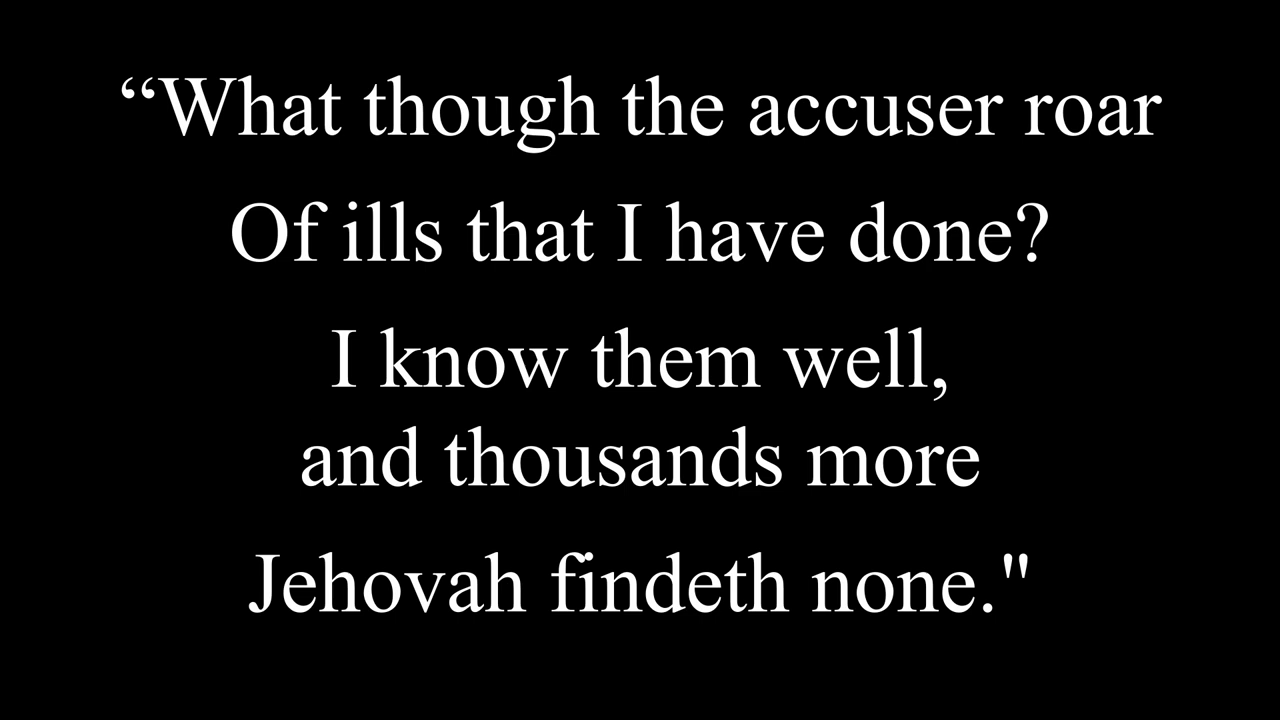 “What though the accuser roar
Of ills that I have done?
I know them well,
and thousands more
Jehovah findeth none."